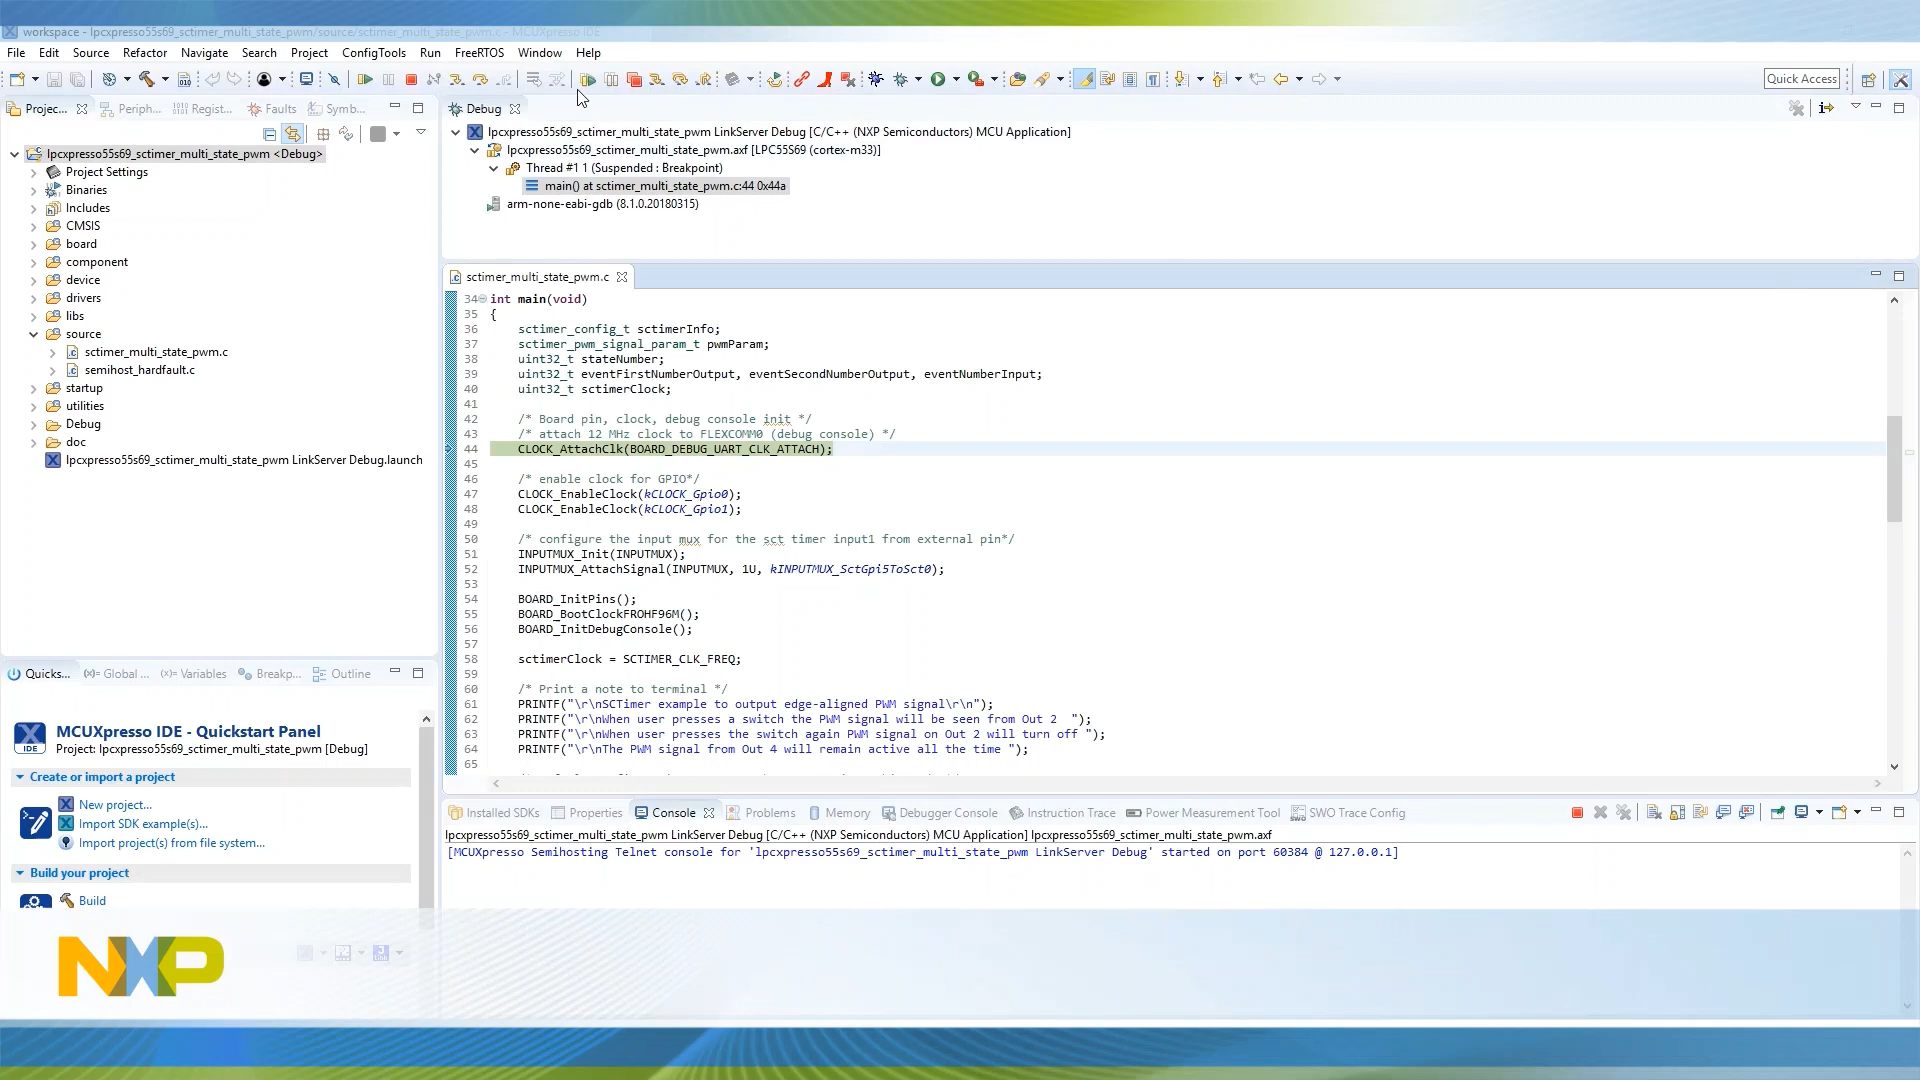 workspace - lpcxpresso55s69_sctimer_multi_state_pwm/source/sctimer_multi_state_pwm.c - MCUXpresso IDE
File Edit Source Refactor Navigate Search Project ConfigTools Run FreeRTOS Window Help
Quick Access
Projec... Periph... Regist... Faults Symb...
lpcxpresso55s69_sctimer_multi_state_pwm <Debug>
Project Settings
Binaries
Includes
CMSIS
board
component
device
drivers
libs
source
sctimer_multi_state_pwm.c
semihost_hardfault.c
startup
utilities
Debug
doc
lpcxpresso55s69_sctimer_multi_state_pwm LinkServer Debug.launch
Debug
lpcxpresso55s69_sctimer_multi_state_pwm LinkServer Debug [C/C++ (NXP Semiconductors) MCU Application]
lpcxpresso55s69_sctimer_multi_state_pwm.axf [LPC55S69 (cortex-m33)]
Thread #1 1 (Suspended : Breakpoint)
main() at sctimer_multi_state_pwm.c:44 0x44a
arm-none-eabi-gdb (8.1.0.20180315)
sctimer_multi_state_pwm.c
34 int main(void)
35 {
36 sctimer_config_t sctimerInfo;
37 sctimer_pwm_signal_param_t pwmParam;
38 uint32_t stateNumber;
39 uint32_t eventFirstNumberOutput, eventSecondNumberOutput, eventNumberInput;
40 uint32_t sctimerClock;
41
42 /* Board pin, clock, debug console init */
43 /* attach 12 MHz clock to FLEXCOMM0 (debug console) */
44 CLOCK_AttachClk(BOARD_DEBUG_UART_CLK_ATTACH);
45
46 /* enable clock for GPIO*/
47 CLOCK_EnableClock(kCLOCK_Gpio0);
48 CLOCK_EnableClock(kCLOCK_Gpio1);
49
50 /* configure the input mux for the sct timer input1 from external pin*/
51 INPUTMUX_Init(INPUTMUX);
52 INPUTMUX_AttachSignal(INPUTMUX, 1U, kINPUTMUX_SctGpi5ToSct0);
53
54 BOARD_InitPins();
55 BOARD_BootClockFROHF96M();
56 BOARD_InitDebugConsole();
57
58 sctimerClock = SCTIMER_CLK_FREQ;
59
60 /* Print a note to terminal */
61 PRINTF("\r\nSCTimer example to output edge-aligned PWM signal\r\n");
62 PRINTF("\r\nWhen user presses a switch the PWM signal will be seen from Out 2 ");
63 PRINTF("\r\nWhen user presses the switch again PWM signal on Out 2 will turn off ");
64 PRINTF("\r\nThe PWM signal from Out 4 will remain active all the time ");
65
Quicks... (x)= Global ... (x)= Variables Breakp... Outline
IDE
MCUXpresso IDE - Quickstart Panel
Project: lpcxpresso55s69_sctimer_multi_state_pwm [Debug]
Create or import a project
New project...
Import SDK example(s)...
Import project(s) from file system...
Build your project
Build
Installed SDKs Properties Console Problems Memory Debugger Console Instruction Trace Power Measurement Tool SWO Trace Config
lpcxpresso55s69_sctimer_multi_state_pwm LinkServer Debug [C/C++ (NXP Semiconductors) MCU Application] lpcxpresso55s69_sctimer_multi_state_pwm.axf
[MCUXpresso Semihosting Telnet console for 'lpcxpresso55s69_sctimer_multi_state_pwm LinkServer Debug' started on port 60384 @ 127.0.0.1]
NXP